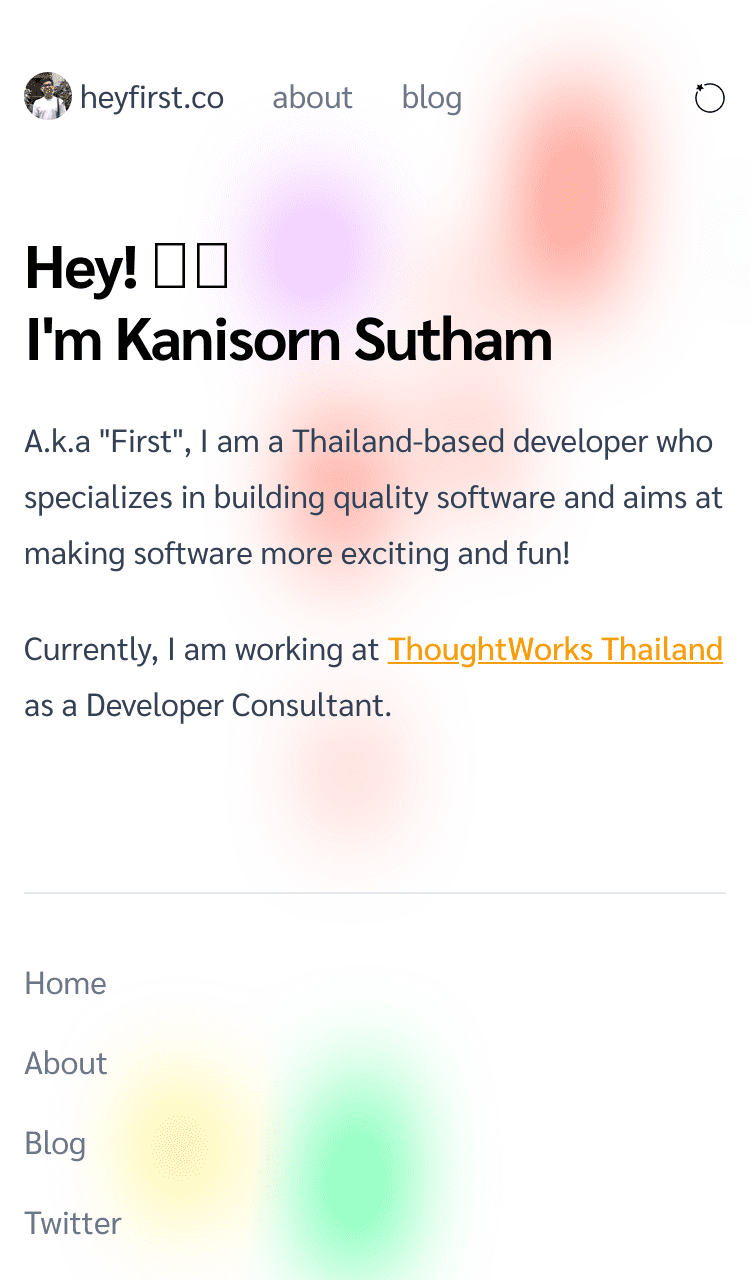 heyfirst.co about blog
Hey!
I'm Kanisorn Sutham
A.k.a "First", I am a Thailand-based developer who
specializes in building quality software and aims at
making software more exciting and fun!
Currently, I am working at ThoughtWorks Thailand
as a Developer Consultant.
Home
About
Blog
Twitter